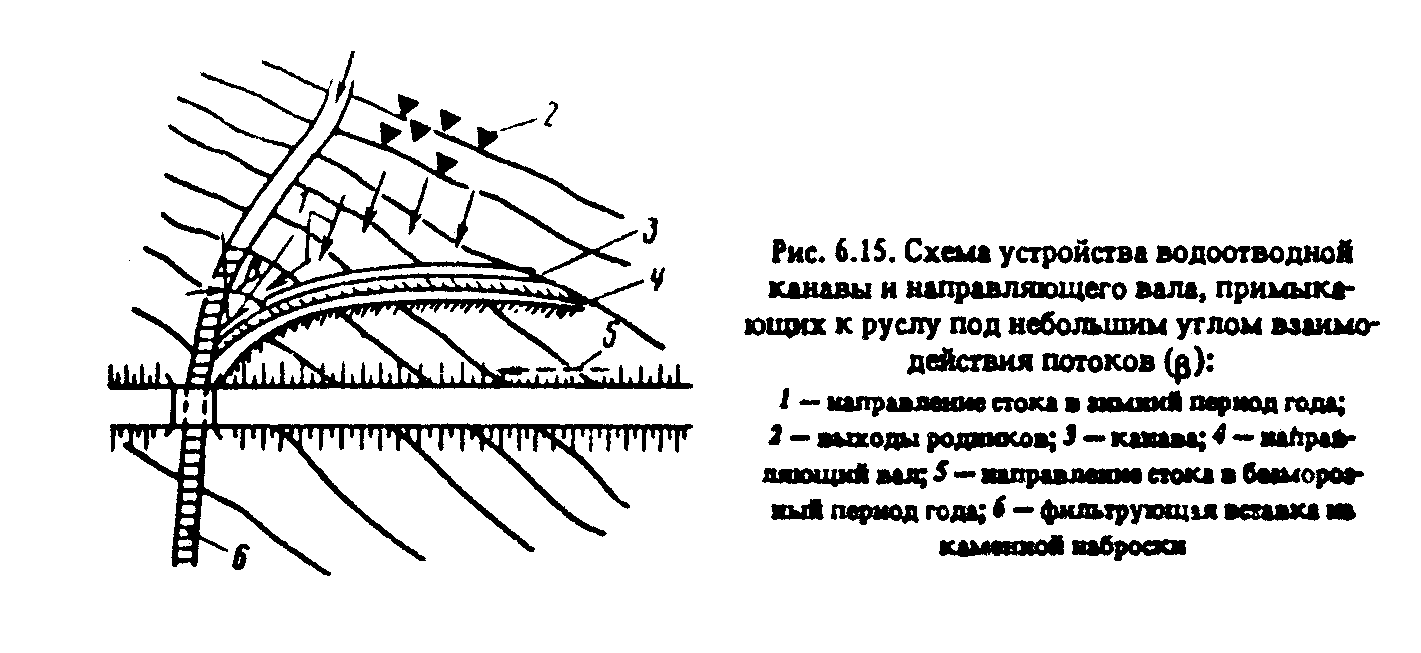 2
3
4
5
6
Рис. 6.15. Схема устройства водоотводной
канавы и направляющего вала, примыка-
ющих к руслу под небольшим углом взаимо-
действия потоков (β):
1 — направление стока в зимний период года;
2 — выходы родников; 3 — канава; 4 — направ-
ляющий вал; 5 — направление стока в безмороз-
ный период года; 6 — фильтрующая вставка из
каменной наброски